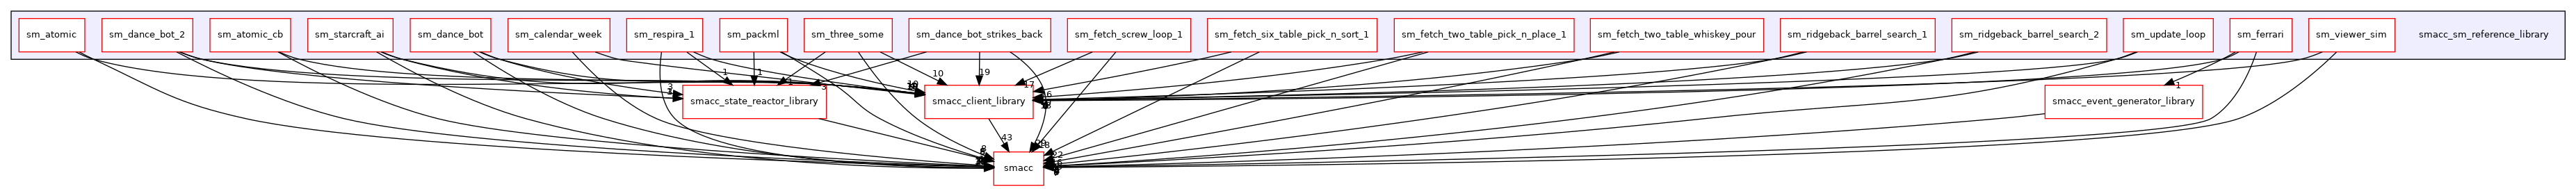 sm_atomic
sm_dance_bot_2
sm_atomic_cb
sm_starcraft_ai
sm_dance_bot
sm_calendar_week
sm_respira_1
sm_packml
sm_three_some
sm_dance_bot_strikes_back
sm_fetch_screw_loop_1
sm_fetch_six_table_pick_n_sort_1
sm_fetch_two_table_pick_n_place_1
sm_fetch_two_table_whiskey_pour
sm_ridgeback_barrel_search_1
sm_ridgeback_barrel_search_2
sm_update_loop
sm_ferrari
sm_viewer_sim
smacc_sm_reference_library
1
1
1
10
19
17
3
1
smacc_state_reactor_library
smacc_client_library
smacc_event_generator_library
43
smacc